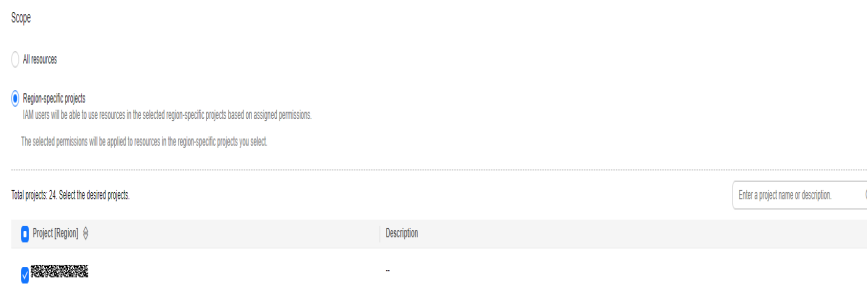 Scope
All resources
Region-specific projects
IAM users will be able to use resources in the selected region-specific projects based on assigned permissions.
The selected permissions will be applied to resources in the region-specific projects you select.
Total projects: 24. Select the desired projects.
Enter a project name or description.
Project [Region]
Description
--